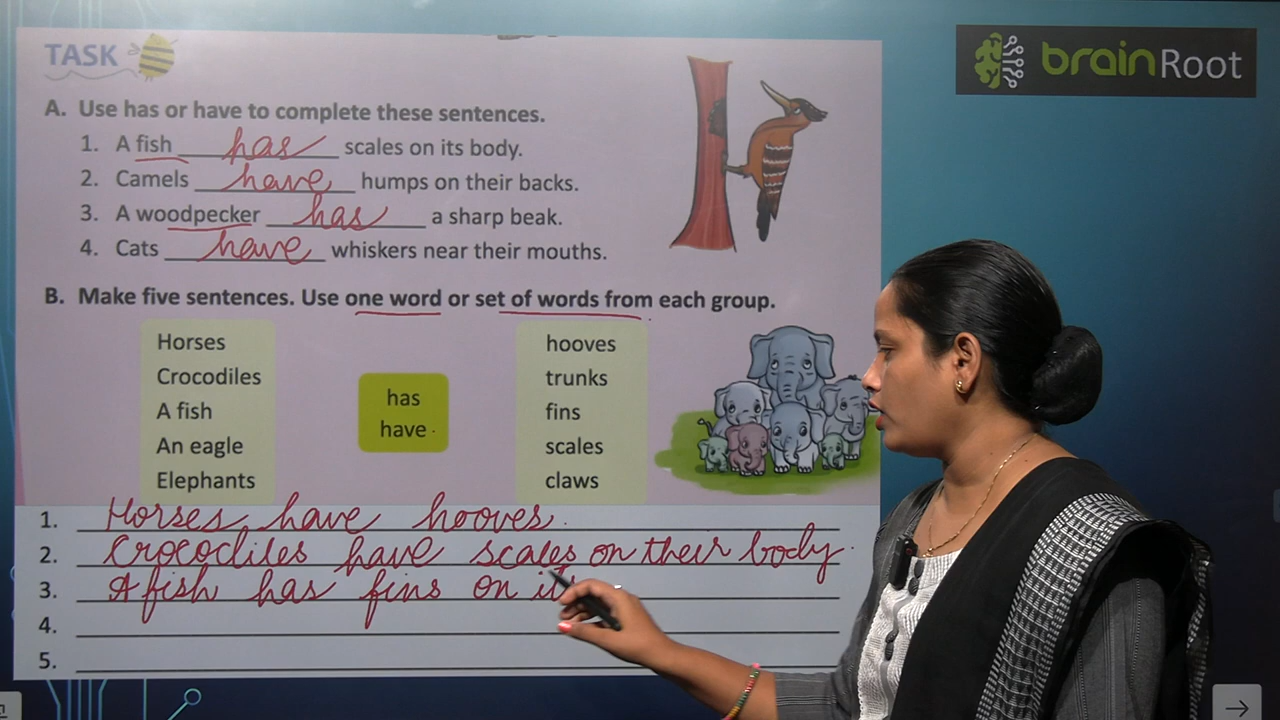 TASK
brainRoot
A. Use has or have to complete these sentences.
1. A fish has scales on its body.
2. Camels have humps on their backs.
3. A woodpecker has a sharp beak.
4. Cats have whiskers near their mouths.
B. Make five sentences. Use one word or set of words from each group.
Horses
Crocodiles
A fish
An eagle
Elephants
has
have
hooves
trunks
fins
scales
claws
1. Horses have hooves.
2. Crocodiles have scales on their body.
3. A fish has fins on it
4.
5.